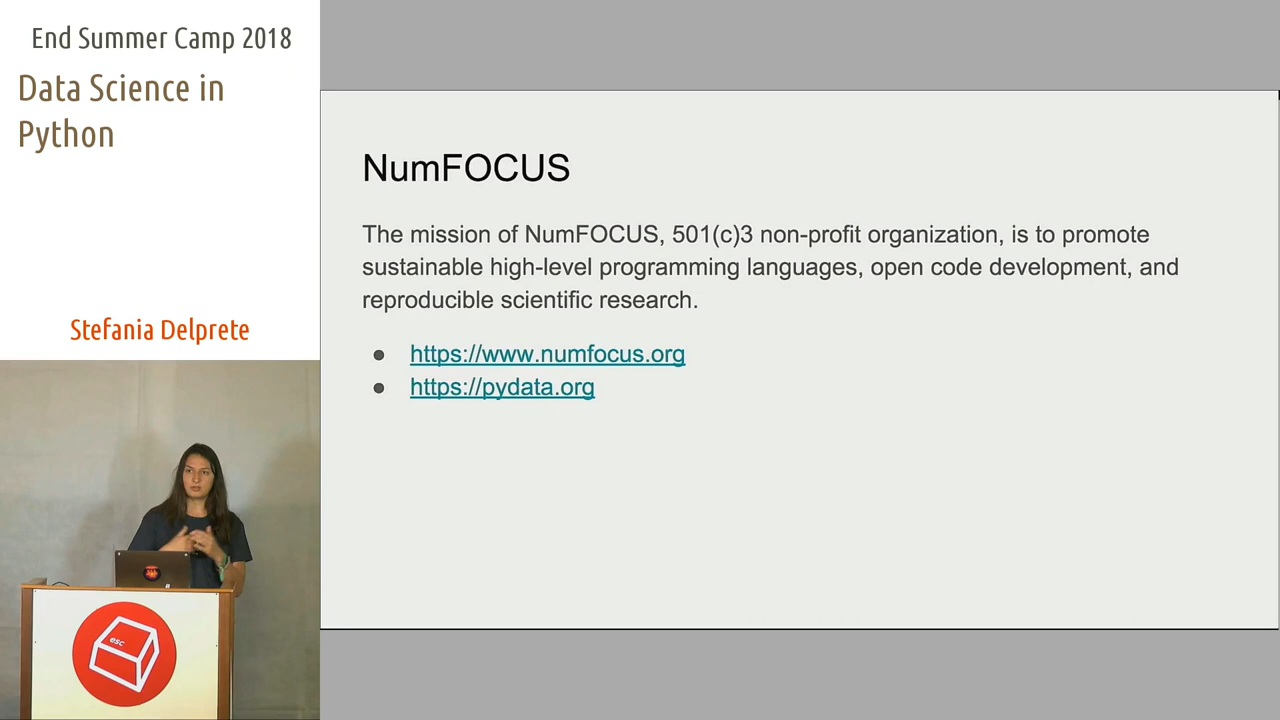 End Summer Camp 2018
Data Science in
Python
Stefania Delprete
esc
NumFOCUS
The mission of NumFOCUS, 501(c)3 non-profit organization, is to promote
sustainable high-level programming languages, open code development, and
reproducible scientific research.
● https://www.numfocus.org
● https://pydata.org